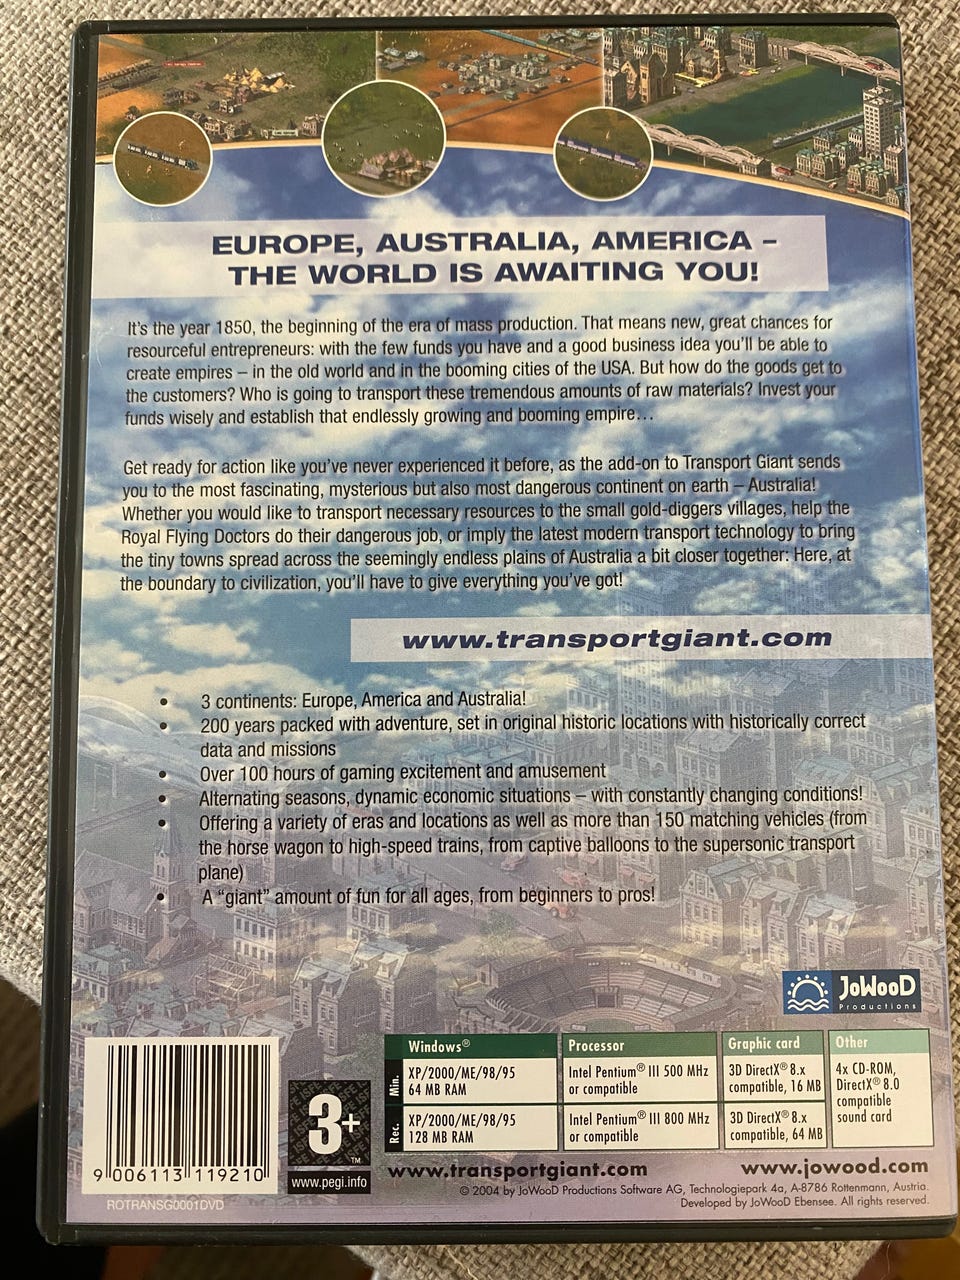 EUROPE, AUSTRALIA, AMERICA –
THE WORLD IS AWAITING YOU!
It's the year 1850, the beginning of the era of mass production. That means new, great chances for
resourceful entrepreneurs: with the few funds you have and a good business idea you'll be able to
create empires – in the old world and in the booming cities of the USA. But how do the goods get to
the customers? Who is going to transport these tremendous amounts of raw materials? Invest your
funds wisely and establish that endlessly growing and booming empire...
Get ready for action like you've never experienced it before, as the add-on to Transport Giant sends
you to the most fascinating, mysterious but also most dangerous continent on earth – Australia!
Whether you would like to transport necessary resources to the small gold-diggers villages, help the
Royal Flying Doctors do their dangerous job, or imply the latest modern transport technology to bring
the tiny towns spread across the seemingly endless plains of Australia a bit closer together: Here, at
the boundary to civilization, you'll have to give everything you've got!
www.transportgiant.com
• 3 continents: Europe, America and Australia!
• 200 years packed with adventure, set in original historic locations with historically correct
data and missions
• Over 100 hours of gaming excitement and amusement
• Alternating seasons, dynamic economic situations – with constantly changing conditions!
• Offering a variety of eras and locations as well as more than 150 matching vehicles (from
the horse wagon to high-speed trains, from captive balloons to the supersonic transport
plane)
• A "giant" amount of fun for all ages, from beginners to pros!
JoWooD
Productions
Windows® Processor Graphic card Other
Min. XP/2000/ME/98/95
64 MB RAM
Intel Pentium® III 500 MHz
or compatible
3D DirectX® 8.x
compatible, 16 MB
4x CD-ROM,
DirectX® 8.0
compatible
sound card
Rec. XP/2000/ME/98/95
128 MB RAM
Intel Pentium® III 800 MHz
or compatible
3D DirectX® 8.x
compatible, 64 MB
3+
TM
www.pegi.info
9 006113 119210
ROTRANSG0001DVD
www.transportgiant.com
www.jowood.com
© 2004 by JoWooD Productions Software AG, Technologiepark 4a, A-8786 Rottenmann, Austria.
Developed by JoWooD Ebensee. All rights reserved.